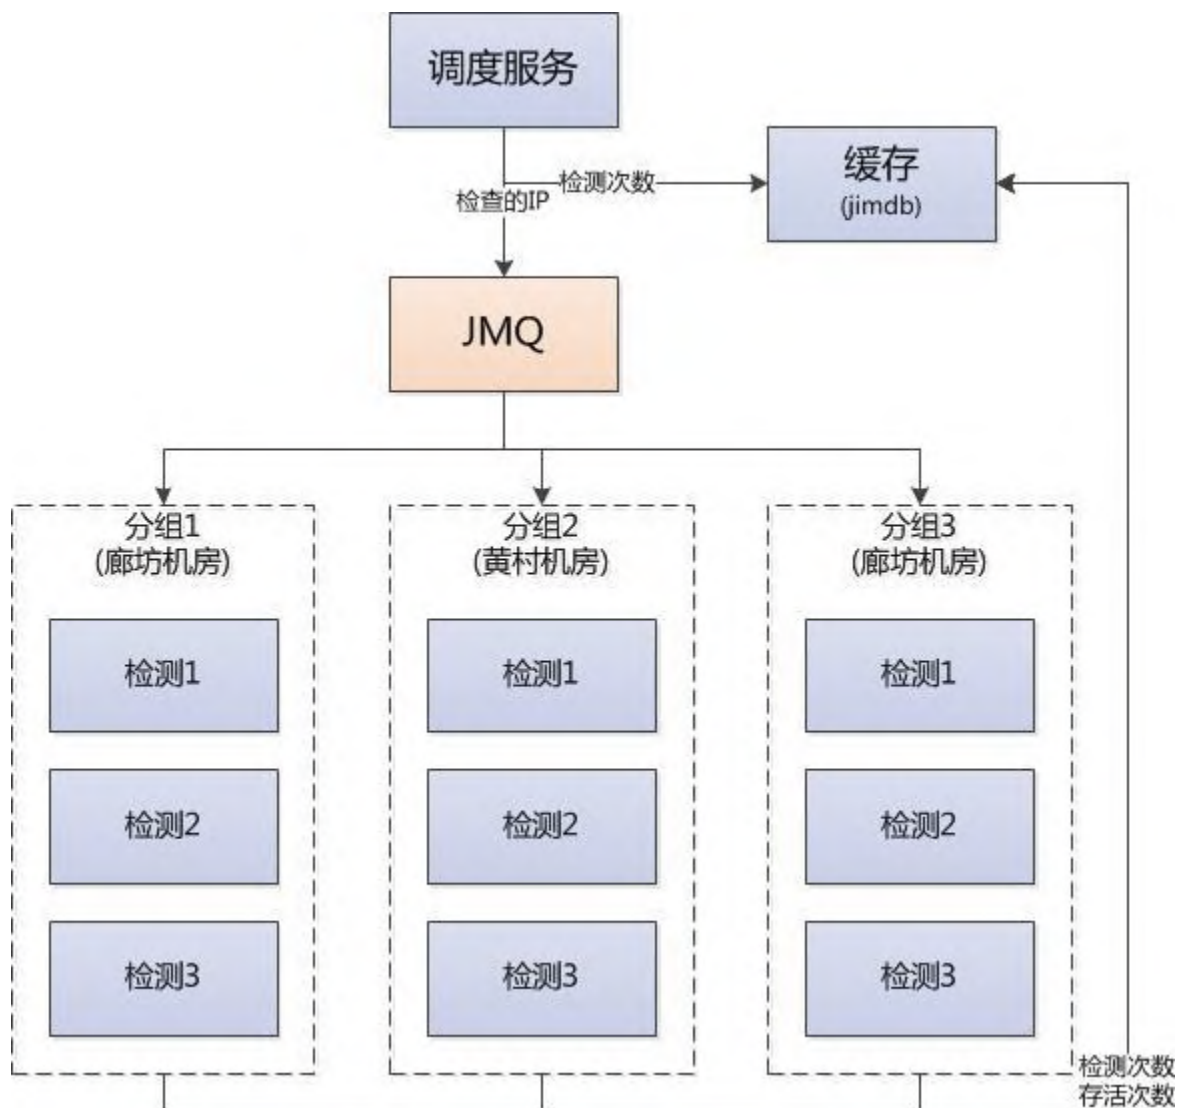 调度服务
检测次数
缓存
(jimdb)
检查的IP
JMQ
分组1
(廊坊机房)
检测1
检测2
检测3
分组2
(黄村机房)
检测1
检测2
检测3
分组3
(廊坊机房)
检测1
检测2
检测3
检测次数
存活次数